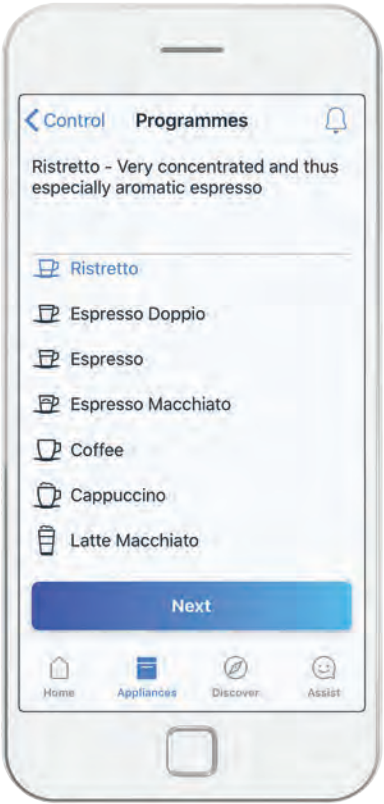 Control Programmes
Ristretto - Very concentrated and thus
especially aromatic espresso
Ristretto
Espresso Doppio
Espresso
Espresso Macchiato
Coffee
Cappuccino
Latte Macchiato
Next
Home Appliances Discover Assist